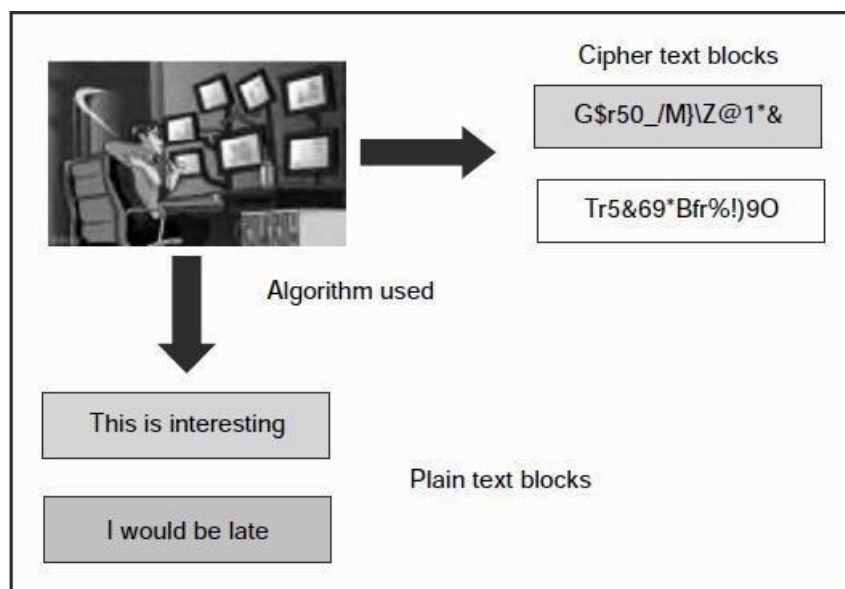 Cipher text blocks
G$r50_/M}\Z@1*&
Tr5&69*Bfr%!)9O
Algorithm used
This is interesting
Plain text blocks
I would be late